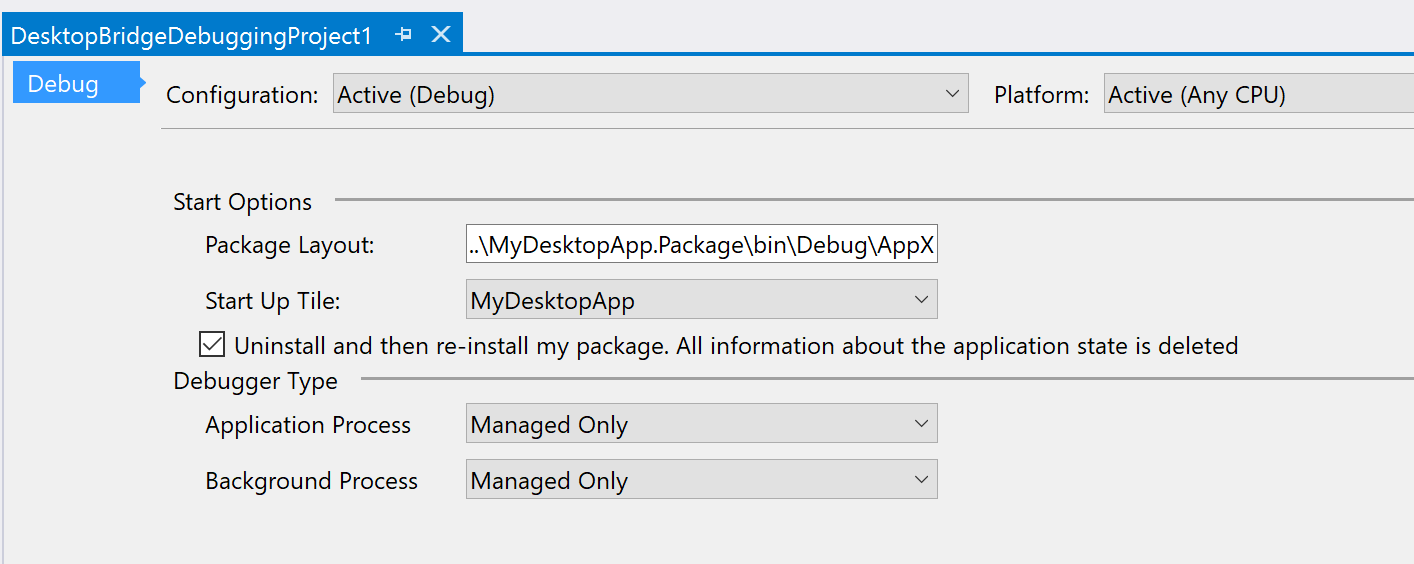 DesktopBridgeDebuggingProject1
Debug
Configuration: Active (Debug) Platform: Active (Any CPU)
Start Options
Package Layout: ..\MyDesktopApp.Package\bin\Debug\AppX
Start Up Tile: MyDesktopApp
Uninstall and then re-install my package. All information about the application state is deleted
Debugger Type
Application Process Managed Only
Background Process Managed Only